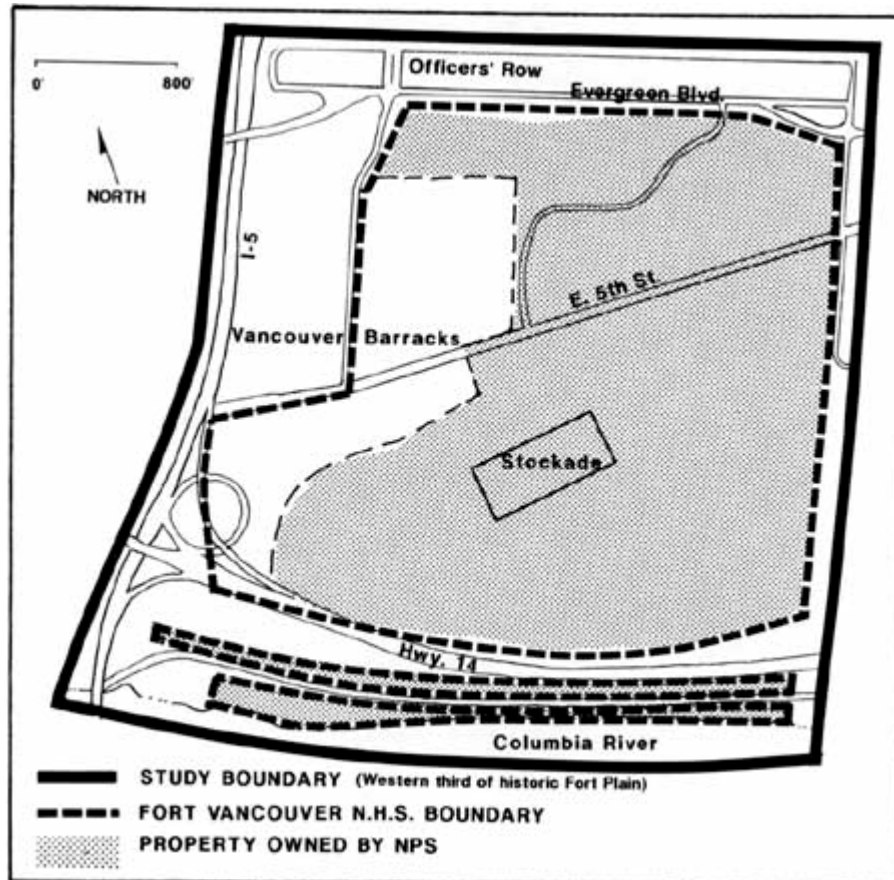 Officers' Row
0'
800'
Evergreen Blvd.
NORTH
I-5
E. 5th St.
Vancouver Barracks
Stockade
Hwy. 14
Columbia River
STUDY BOUNDARY (Western third of historic Fort Plain)
FORT VANCOUVER N.H.S. BOUNDARY
PROPERTY OWNED BY NPS